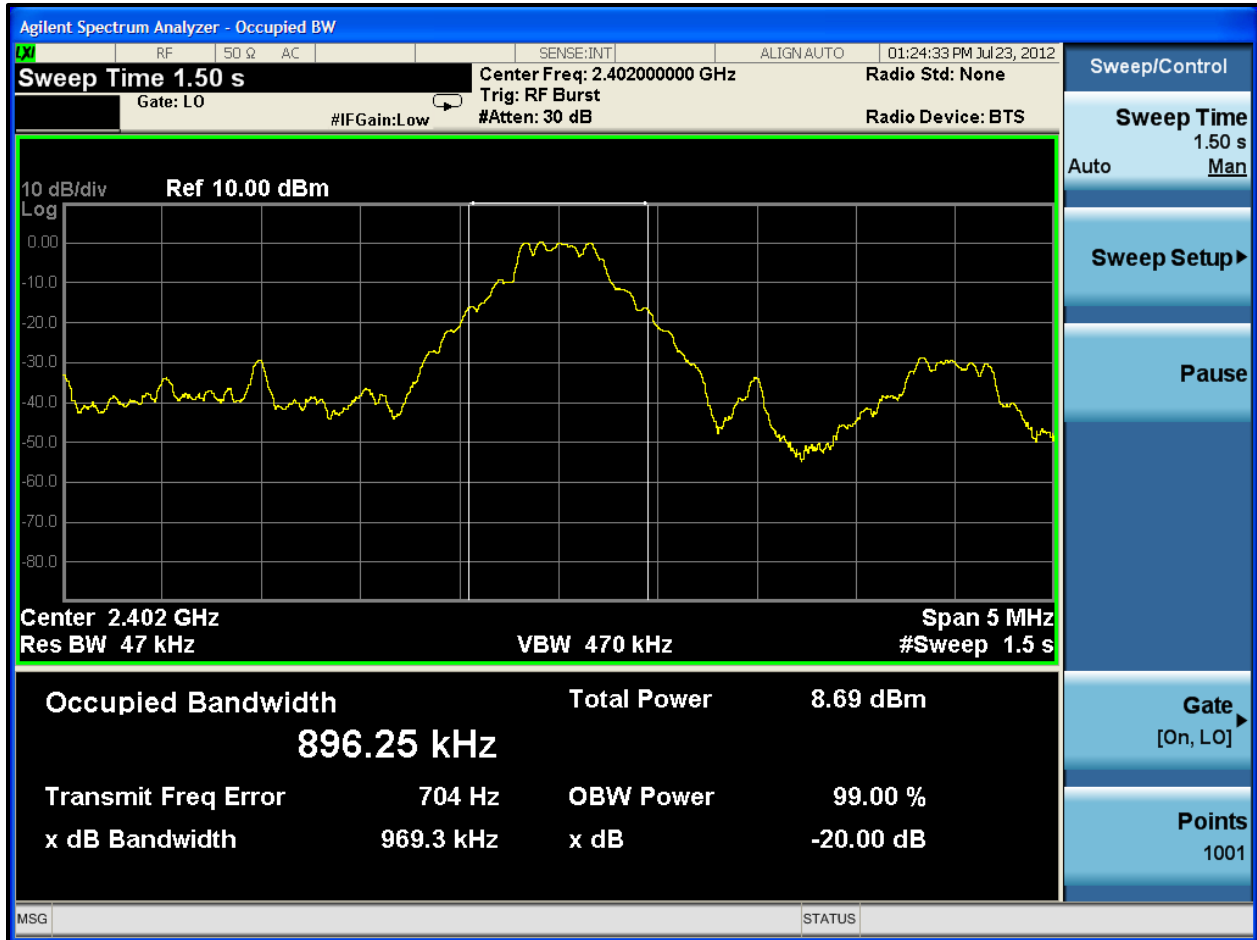 Agilent Spectrum Analyzer - Occupied BW
LXI RF 50 Ω AC SENSE:INT ALIGN AUTO 01:24:33 PM Jul 23, 2012
Sweep Time 1.50 s
Center Freq: 2.402000000 GHz
Radio Std: None
Gate: LO
Trig: RF Burst
#IFGain:Low
#Atten: 30 dB
Radio Device: BTS
10 dB/div Ref 10.00 dBm
Log
0.00
-10.0
-20.0
-30.0
-40.0
-50.0
-60.0
-70.0
-80.0
Center 2.402 GHz Span 5 MHz
Res BW 47 kHz VBW 470 kHz #Sweep 1.5 s
Occupied Bandwidth Total Power 8.69 dBm
896.25 kHz
Transmit Freq Error 704 Hz OBW Power 99.00 %
x dB Bandwidth 969.3 kHz x dB -20.00 dB
MSG STATUS
Sweep/Control
Sweep Time
1.50 s
Auto Man
Sweep Setup
Pause
Gate
[On, LO]
Points
1001